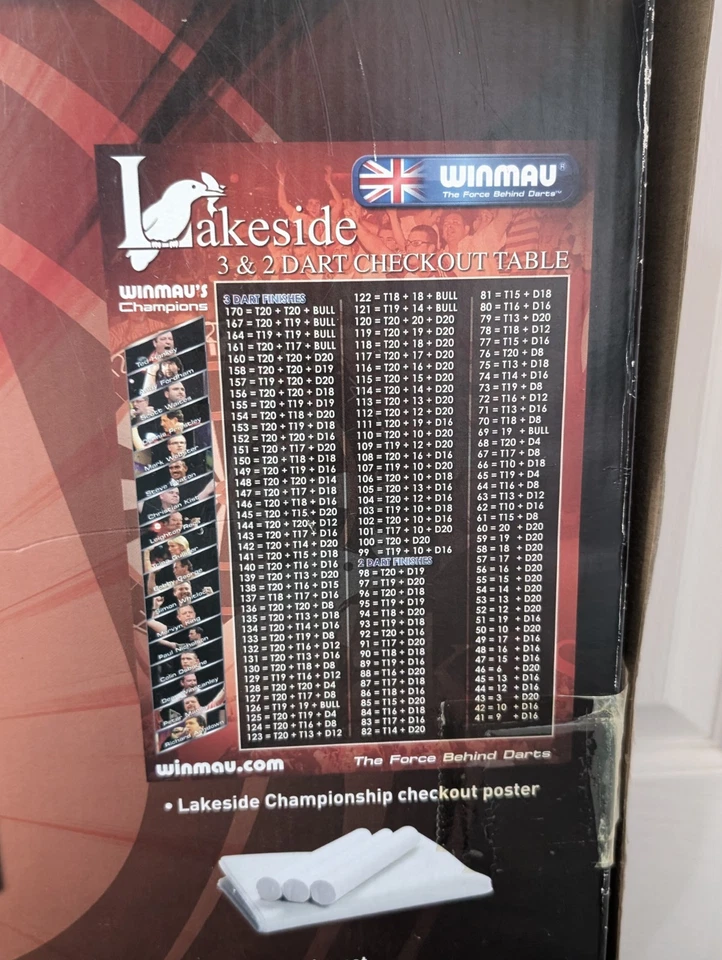 Lakeside
WINMAU®
The Force Behind Darts™
3 & 2 DART CHECKOUT TABLE
WINMAU'S
Champions
Fordham
Scott Waites
Mark Webster
Steve Beaton
Christian Kist
Leighton Rees
Bobby George
Mervyn King
Paul Nicholson
Colin
3 DART FINISHES
170 = T20 + T20 + BULL
167 = T20 + T19 + BULL
164 = T19 + T19 + BULL
161 = T20 + T17 + BULL
160 = T20 + T20 + D20
158 = T20 + T20 + D19
157 = T19 + T20 + D20
156 = T20 + T20 + D18
155 = T20 + T19 + D19
154 = T20 + T18 + D20
153 = T20 + T19 + D18
152 = T20 + T20 + D16
151 = T20 + T17 + D20
150 = T20 + T18 + D18
149 = T20 + T19 + D16
148 = T20 + T20 + D14
147 = T20 + T17 + D18
146 = T20 + T18 + D16
145 = T20 + T15 + D20
144 = T20 + T20 + D12
143 = T20 + T17 + D16
142 = T20 + T14 + D20
141 = T20 + T15 + D18
140 = T20 + T16 + D16
139 = T20 + T13 + D20
138 = T20 + T16 + D15
137 = T18 + T17 + D16
136 = T20 + T20 + D8
135 = T20 + T13 + D18
134 = T20 + T14 + D16
133 = T20 + T19 + D8
132 = T20 + T16 + D12
131 = T20 + T13 + D16
130 = T20 + T18 + D8
129 = T19 + T16 + D12
128 = T20 + T20 + D4
127 = T20 + T17 + D8
126 = T19 + 19 + BULL
125 = T20 + T19 + D4
124 = T20 + T16 + D8
123 = T20 + T13 + D12
122 = T18 + 18 + BULL
121 = T19 + 14 + BULL
120 = T20 + 20 + D20
119 = T20 + 19 + D20
118 = T20 + 18 + D20
117 = T20 + 17 + D20
116 = T20 + 16 + D20
115 = T20 + 15 + D20
114 = T20 + 14 + D20
113 = T20 + 13 + D20
112 = T20 + 12 + D20
111 = T20 + 19 + D16
110 = T20 + 10 + D20
109 = T19 + 12 + D20
108 = T20 + 16 + D16
107 = T19 + 10 + D20
106 = T20 + 10 + D18
105 = T20 + 13 + D16
104 = T20 + 12 + D16
103 = T19 + 10 + D18
102 = T20 + 10 + D16
101 = T17 + 10 + D20
100 = T20 + D20
99 = T19 + 10 + D16
2 DART FINISHES
98 = T20 + D19
97 = T19 + D20
96 = T20 + D18
95 = T19 + D19
94 = T18 + D20
93 = T19 + D18
92 = T20 + D16
91 = T17 + D20
90 = T18 + D18
89 = T19 + D16
88 = T16 + D20
87 = T17 + D18
86 = T18 + D16
85 = T15 + D20
84 = T16 + D18
83 = T17 + D16
82 = T14 + D20
81 = T15 + D18
80 = T16 + D16
79 = T13 + D20
78 = T18 + D12
77 = T15 + D16
76 = T20 + D8
75 = T13 + D18
74 = T14 + D16
73 = T19 + D8
72 = T16 + D12
71 = T13 + D16
70 = T18 + D8
69 = 19 + BULL
68 = T20 + D4
67 = T17 + D8
66 = T10 + D18
65 = T19 + D4
64 = T16 + D8
63 = T13 + D12
62 = T10 + D16
61 = T15 + D8
60 = 20 + D20
59 = 19 + D20
58 = 18 + D20
57 = 17 + D20
56 = 16 + D20
55 = 15 + D20
54 = 14 + D20
53 = 13 + D20
52 = 12 + D20
51 = 19 + D16
50 = 10 + D20
49 = 17 + D16
48 = 16 + D16
47 = 15 + D16
46 = 6 + D20
45 = 13 + D16
44 = 12 + D16
43 = 3 + D20
42 = 10 + D16
41 = 9 + D16
winmau.com
The Force Behind Darts
• Lakeside Championship checkout poster